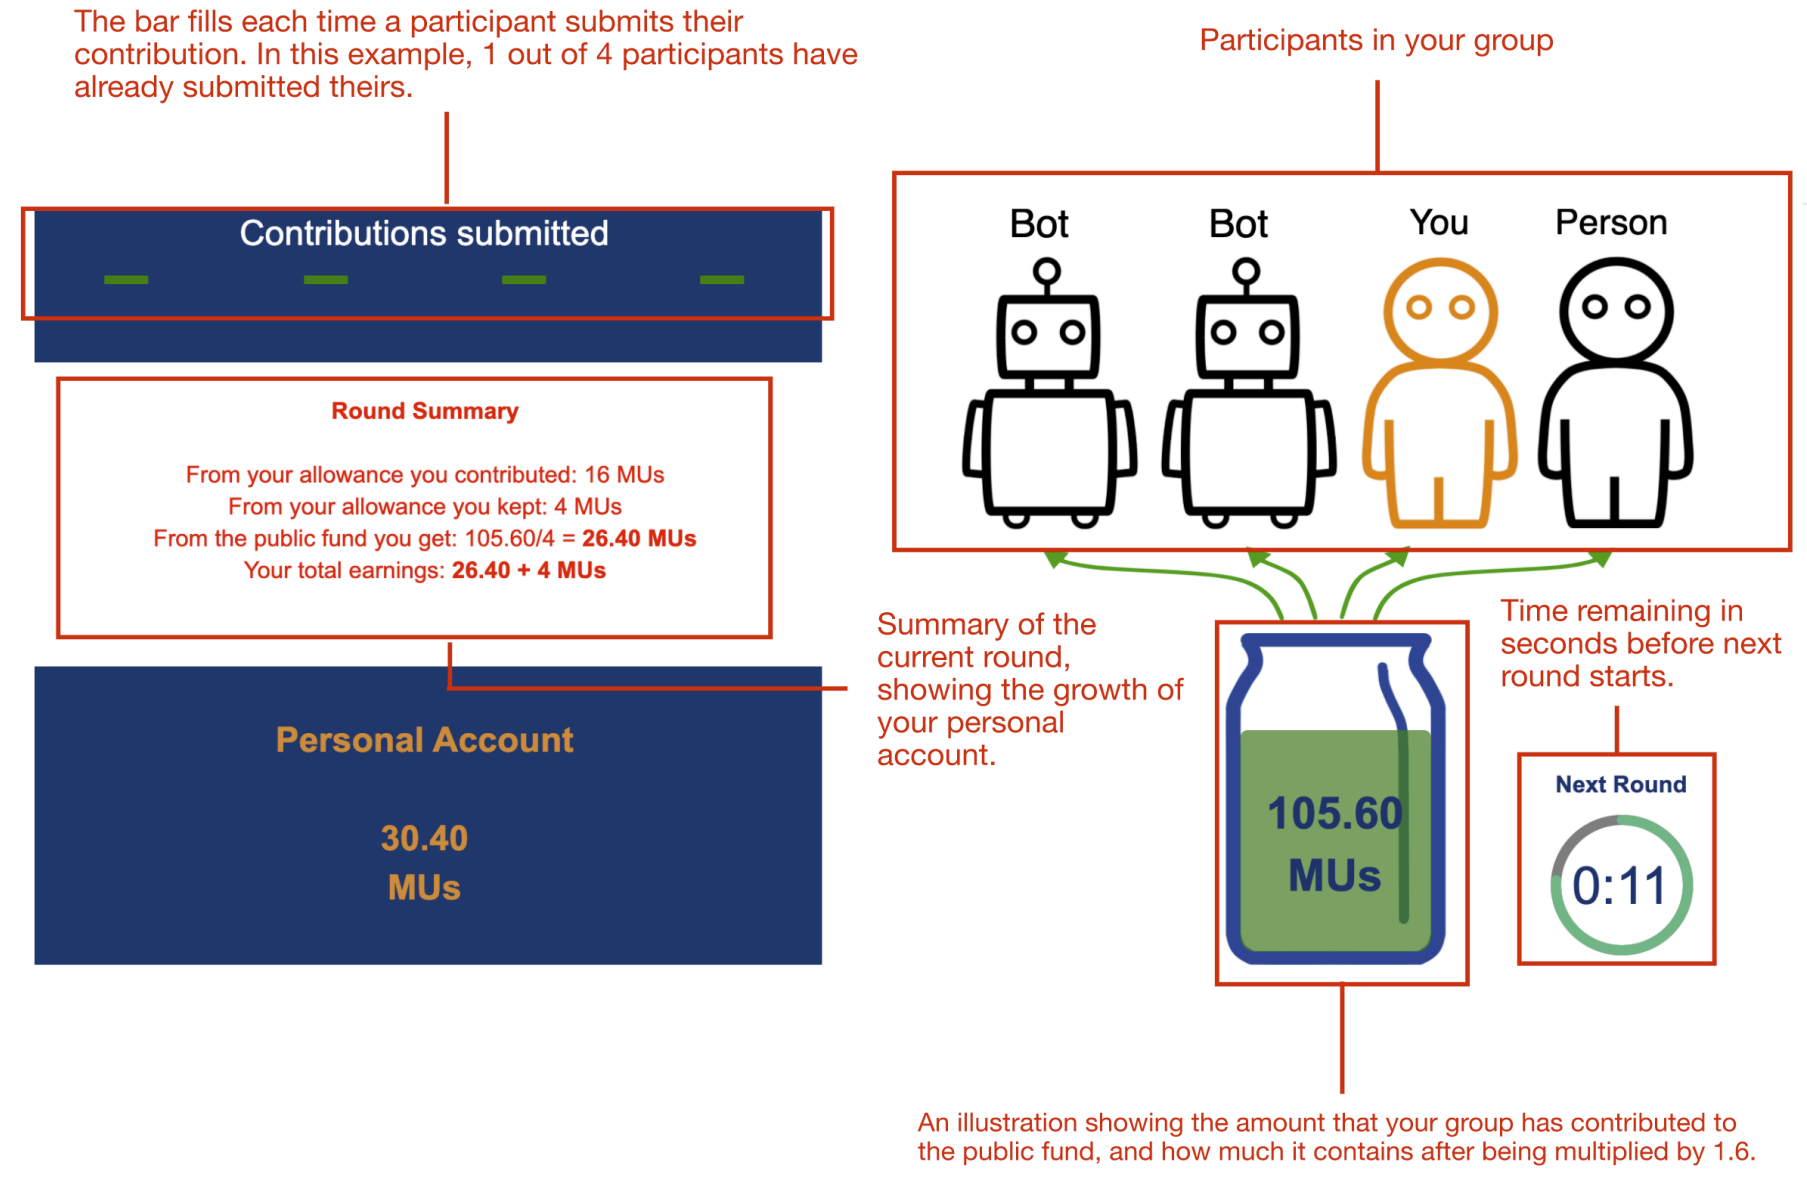 The bar fills each time a participant submits their
contribution. In this example, 1 out of 4 participants have
already submitted theirs.
Contributions submitted
Round Summary
From your allowance you contributed: 16 MUs
From your allowance you kept: 4 MUs
From the public fund you get: 105.60/4 = 26.40 MUs
Your total earnings: 26.40 + 4 MUs
Personal Account
30.40
MUs
Participants in your group
Bot
Bot
You
Person
Summary of the
current round,
showing the growth of
your personal
account.
105.60
MUs
Time remaining in
seconds before next
round starts.
Next Round
0:11
An illustration showing the amount that your group has contributed to
the public fund, and how much it contains after being multiplied by 1.6.